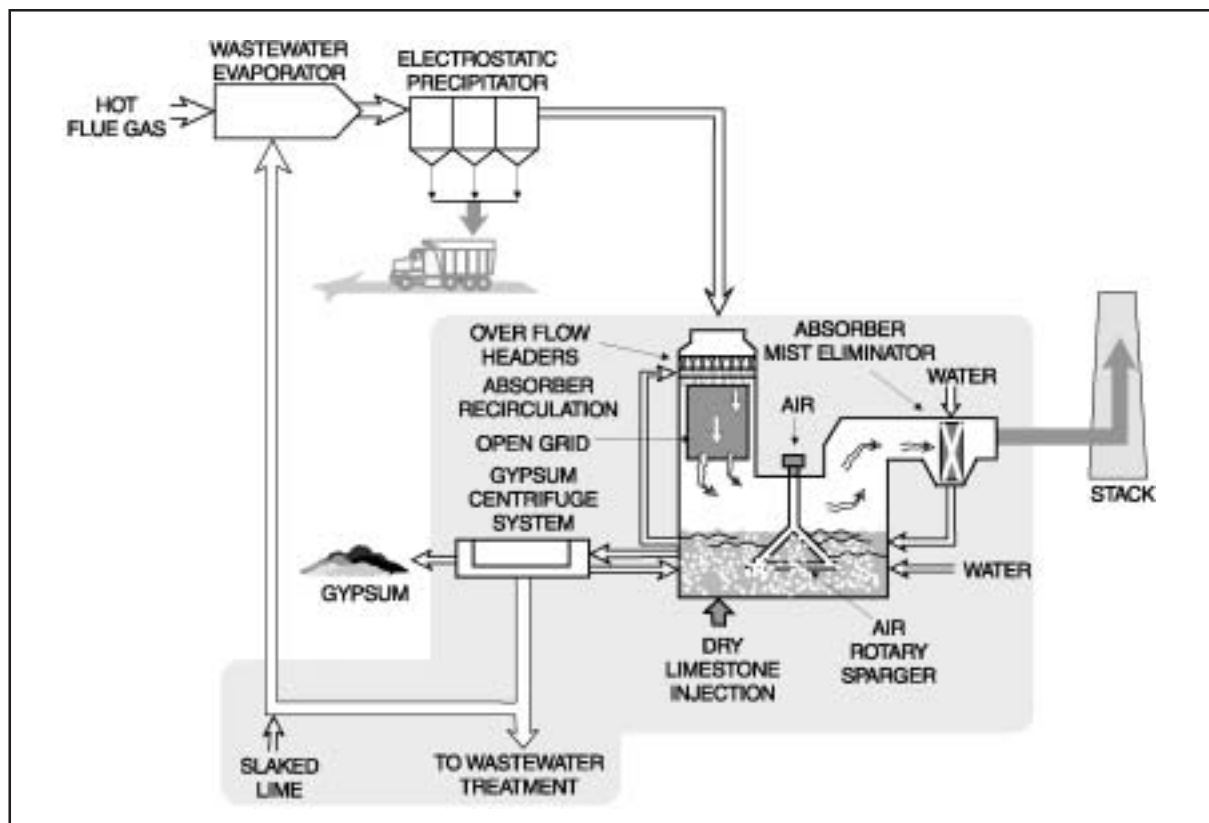 WASTEWATER
EVAPORATOR
ELECTROSTATIC
PRECIPITATOR
HOT
FLUE GAS
OVER FLOW
HEADERS
ABSORBER
RECIRCULATION
OPEN GRID
GYPSUM
CENTRIFUGE
SYSTEM
ABSORBER
MIST ELIMINATOR
WATER
AIR
STACK
GYPSUM
WATER
DRY
LIMESTONE
INJECTION
AIR
ROTARY
SPARGER
SLAKED
LIME
TO WASTEWATER
TREATMENT